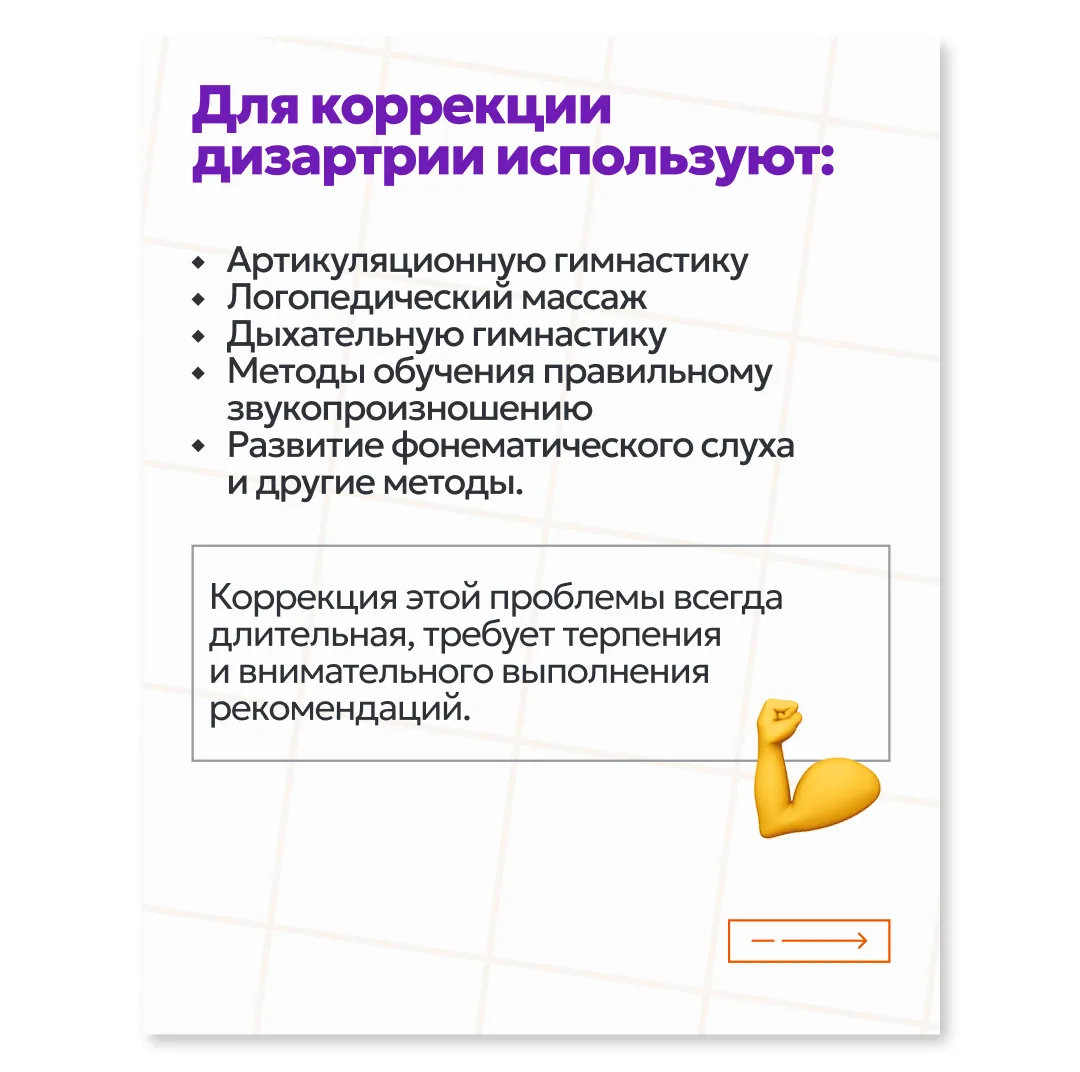 Для коррекции
дизартрии используют:
◆ Артикуляционную гимнастику
◆ Логопедический массаж
◆ Дыхательную гимнастику
◆ Методы обучения правильному
звукопроизношению
◆ Развитие фонематического слуха
и другие методы.
Коррекция этой проблемы всегда
длительная, требует терпения
и внимательного выполнения
рекомендаций.